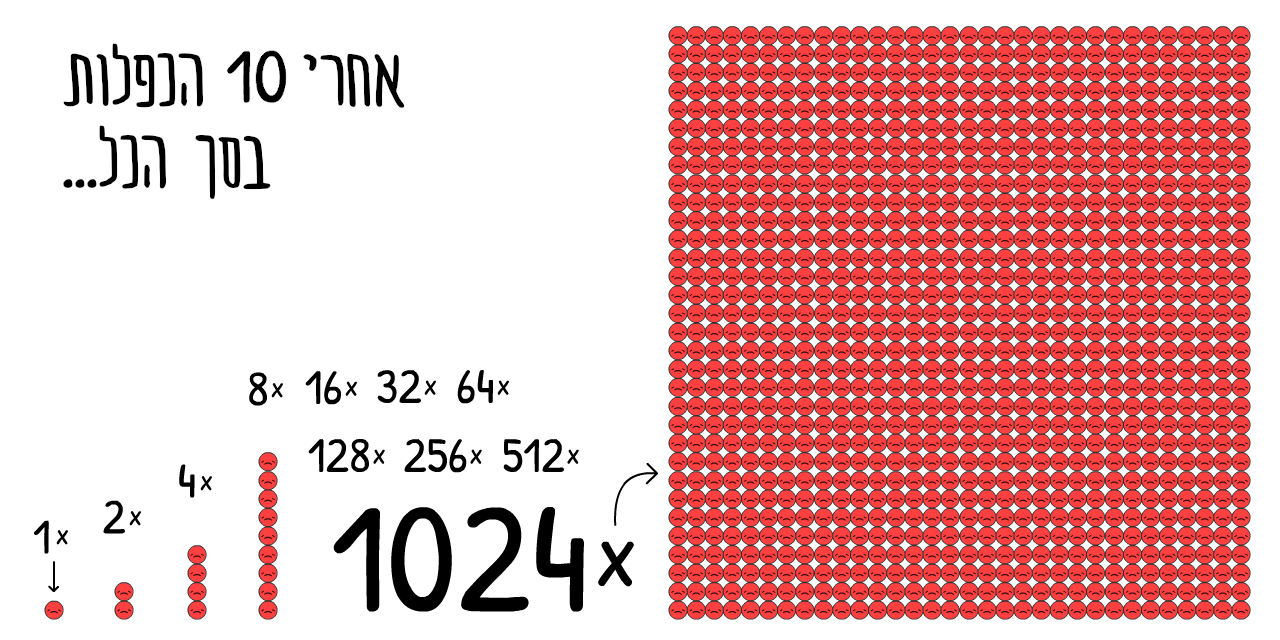 אחרי 10 הכפלות
בסך הכל...
8x 16x 32x 64x
128x 256x 512x
4x
2x
1x
1024x